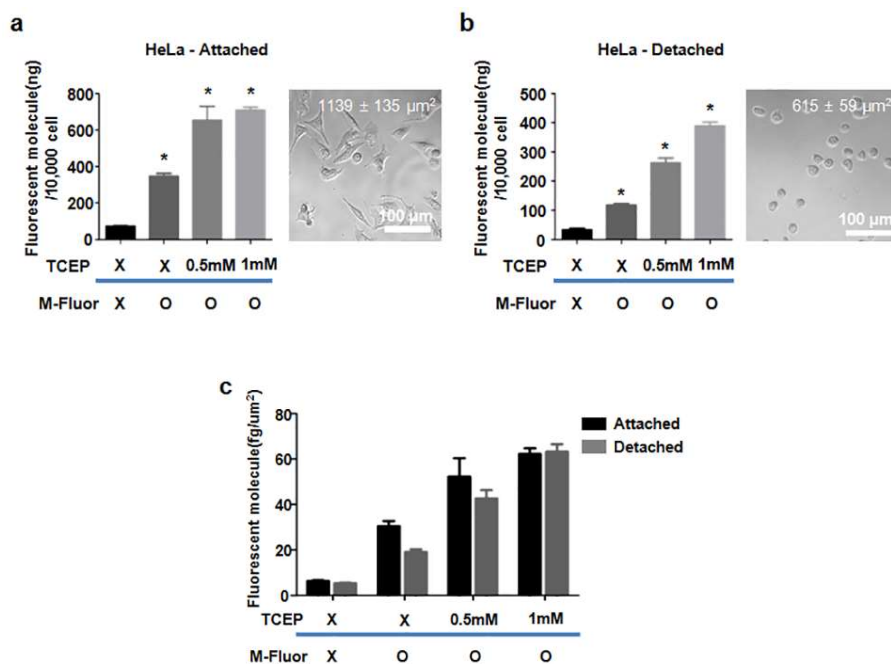 a
HeLa - Attached
Fluorescent molecule(ng)
/10,000 cell
800
600
400
200
0
*
*
*
1139 ± 135 µm²
100 µm
TCEP X X 0.5mM 1mM
M-Fluor X O O O
b
HeLa - Detached
Fluorescent molecule(ng)
/10,000 cell
500
400
300
200
100
0
*
*
*
615 ± 59 µm²
100 µm
TCEP X X 0.5mM 1mM
M-Fluor X O O O
c
Fluorescent molecule(fg/um²)
80
60
40
20
0
Attached
Detached
TCEP X X 0.5mM 1mM
M-Fluor X O O O